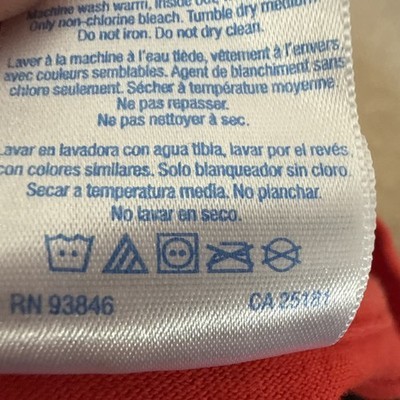 Machine wash warm, inside out,
Only non-chlorine bleach. Tumble dry medium.
Do not iron. Do not dry clean.
Laver à la machine à l'eau tiède, vêtement à l'envers,
avec couleurs semblables. Agent de blanchiment sans
chlore seulement. Sécher à température moyenne.
Ne pas repasser.
Ne pas nettoyer à sec.
Lavar en lavadora con agua tibia, lavar por el revés,
con colores similares. Solo blanqueador sin cloro.
Secar a temperatura media. No planchar.
No lavar en seco.
RN 93846
CA 25181